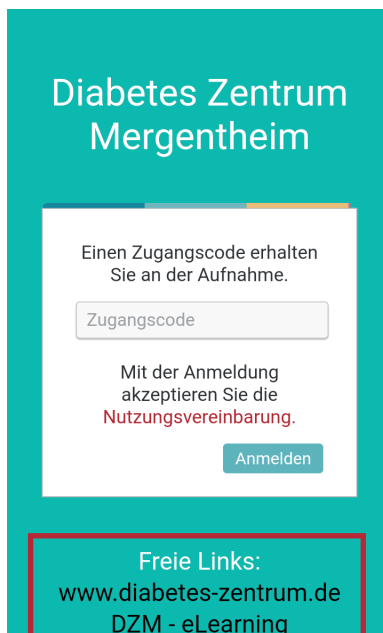 Diabetes Zentrum
Mergentheim
Einen Zugangscode erhalten
Sie an der Aufnahme.
Zugangscode
Mit der Anmeldung
akzeptieren Sie die
Nutzungsvereinbarung.
Anmelden
Freie Links:
www.diabetes-zentrum.de
DZM - eLearning